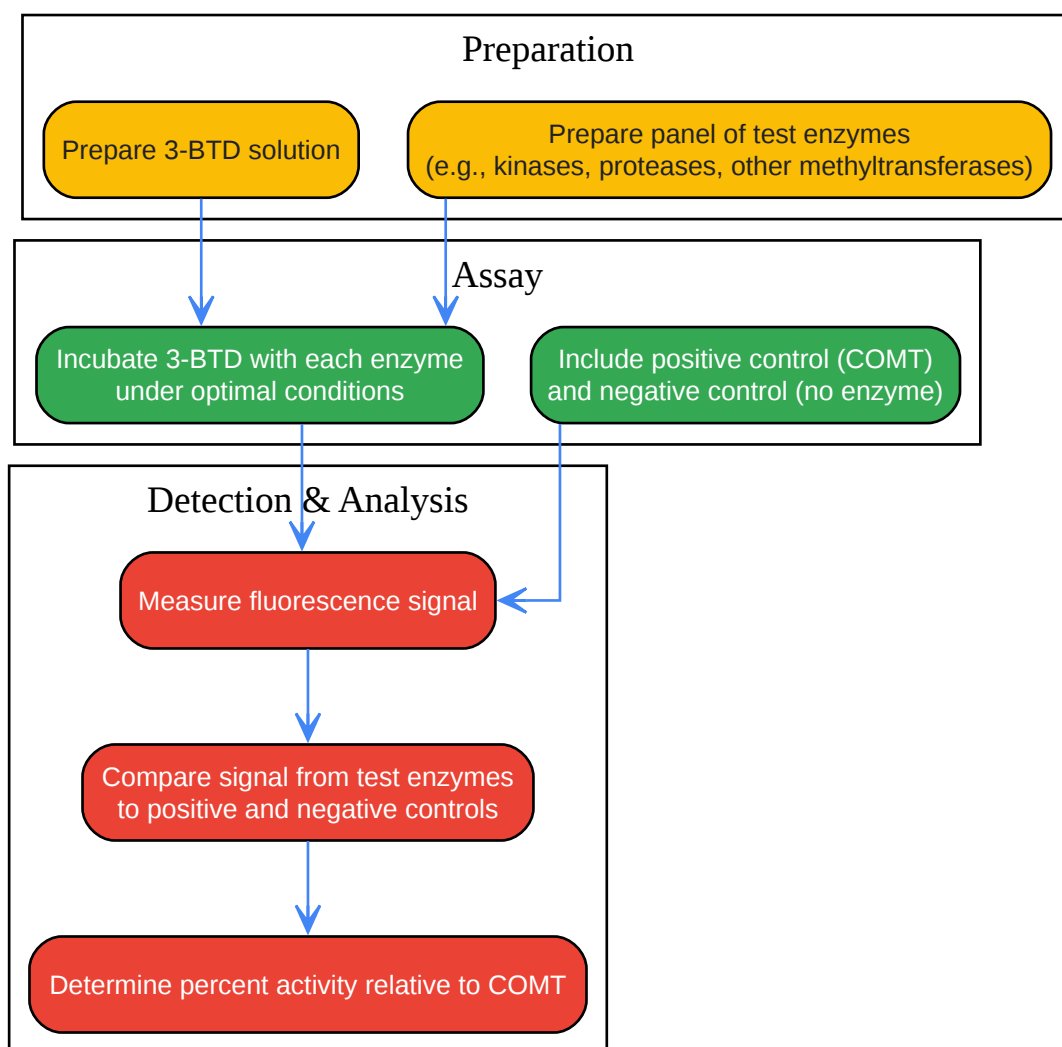 Preparation
Prepare 3-BTD solution
Prepare panel of test enzymes
(e.g., kinases, proteases, other methyltransferases)
Assay
Incubate 3-BTD with each enzyme
under optimal conditions
Include positive control (COMT)
and negative control (no enzyme)
Detection & Analysis
Measure fluorescence signal
Compare signal from test enzymes
to positive and negative controls
Determine percent activity relative to COMT